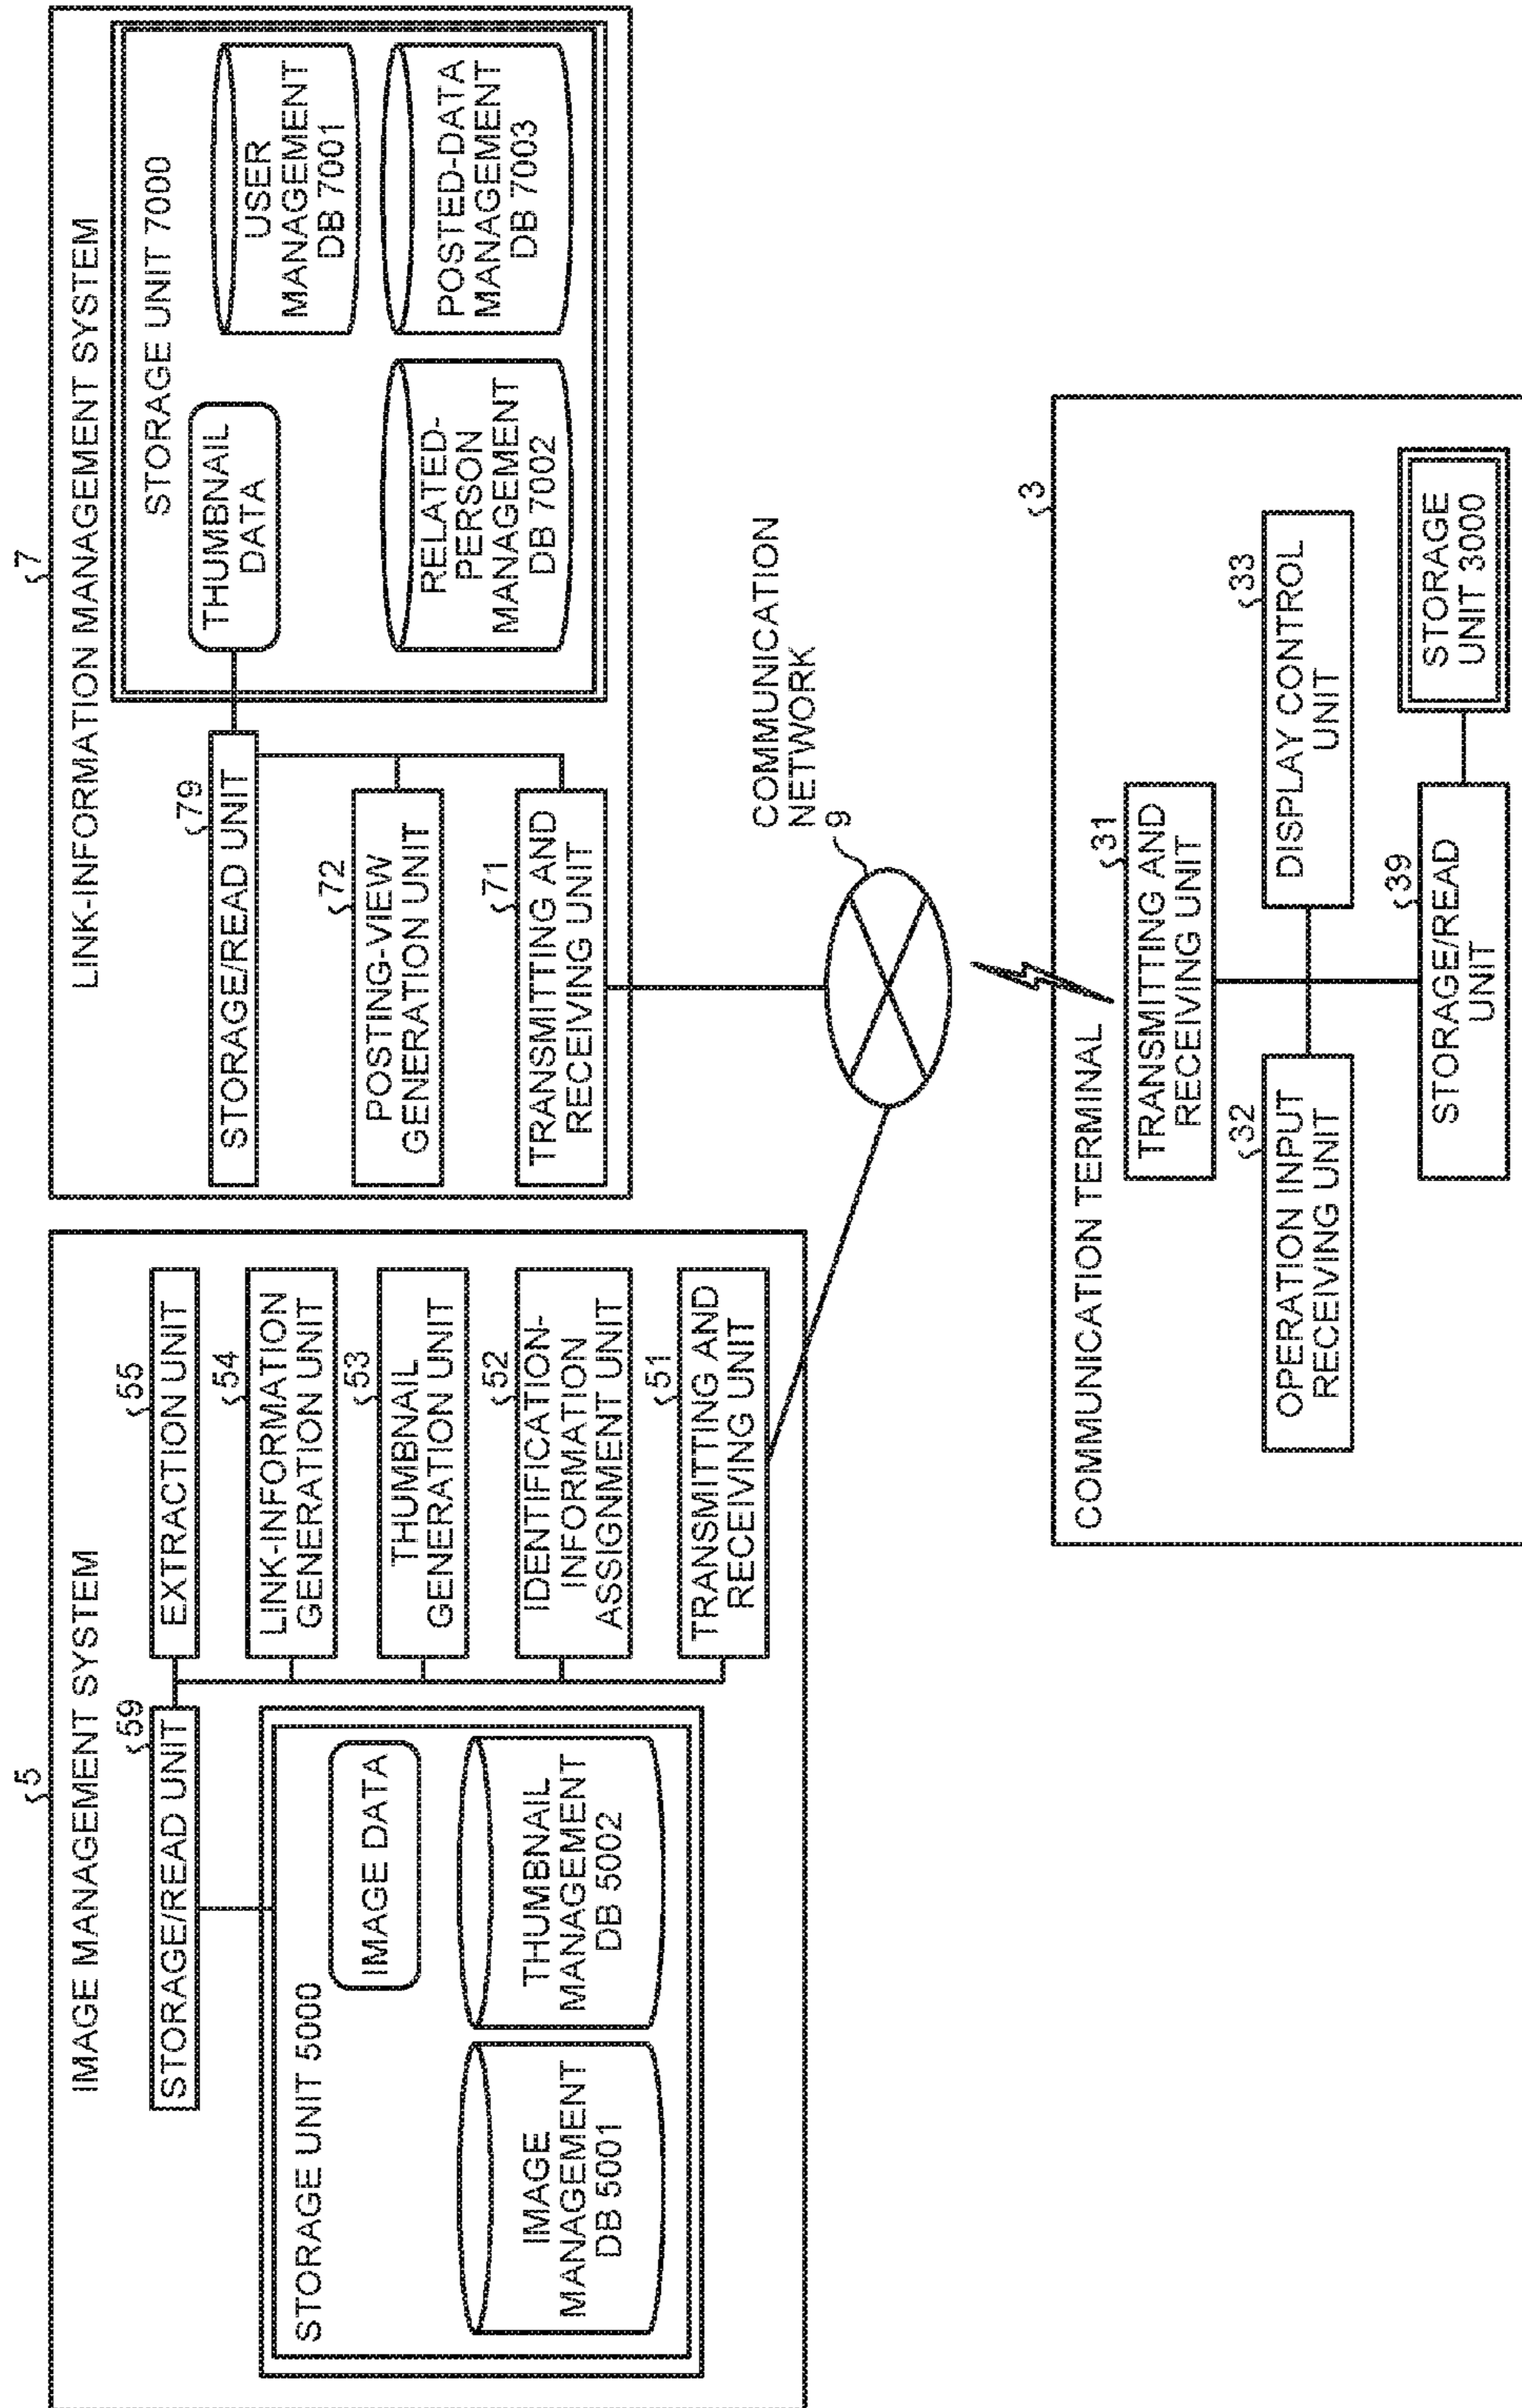 5
IMAGE MANAGEMENT SYSTEM
59
STORAGE/READ UNIT
STORAGE UNIT 5000
IMAGE DATA
IMAGE
MANAGEMENT
DB 5001
THUMBNAIL
MANAGEMENT
DB 5002
55
EXTRACTION UNIT
54
LINK-INFORMATION
GENERATION UNIT
53
THUMBNAIL
GENERATION UNIT
52
IDENTIFICATION-
INFORMATION
ASSIGNMENT UNIT
51
TRANSMITTING AND
RECEIVING UNIT
7
LINK-INFORMATION MANAGEMENT SYSTEM
79
STORAGE/READ UNIT
72
POSTING-VIEW
GENERATION UNIT
71
TRANSMITTING AND
RECEIVING UNIT
STORAGE UNIT 7000
THUMBNAIL
DATA
USER
MANAGEMENT
DB 7001
RELATED-
PERSON
MANAGEMENT
DB 7002
POSTED-DATA
MANAGEMENT
DB 7003
COMMUNICATION
NETWORK
9
3
COMMUNICATION TERMINAL
31
TRANSMITTING AND
RECEIVING UNIT
32
OPERATION INPUT
RECEIVING UNIT
33
DISPLAY CONTROL
UNIT
39
STORAGE/READ
UNIT
STORAGE
UNIT 3000